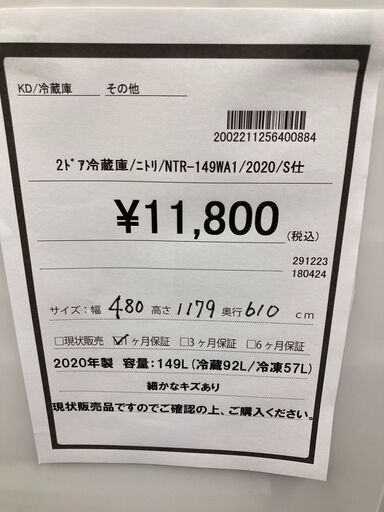 KD/冷蔵庫 その他
2002211256400884
2ﾄﾞｱ冷蔵庫/ﾆﾄﾘ/NTR-149WA1/2020/S仕
¥11,800(税込)
291223
180424
サイズ：幅 480 高さ 1179 奥行 610 cm
□現状販売 ☑1ヶ月保証 □3ヶ月保証 □6ヶ月保証
2020年製 容量：149L（冷蔵92L/冷凍57L）
細かなキズあり
現状販売品ですのでご確認の上、ご購入ください。